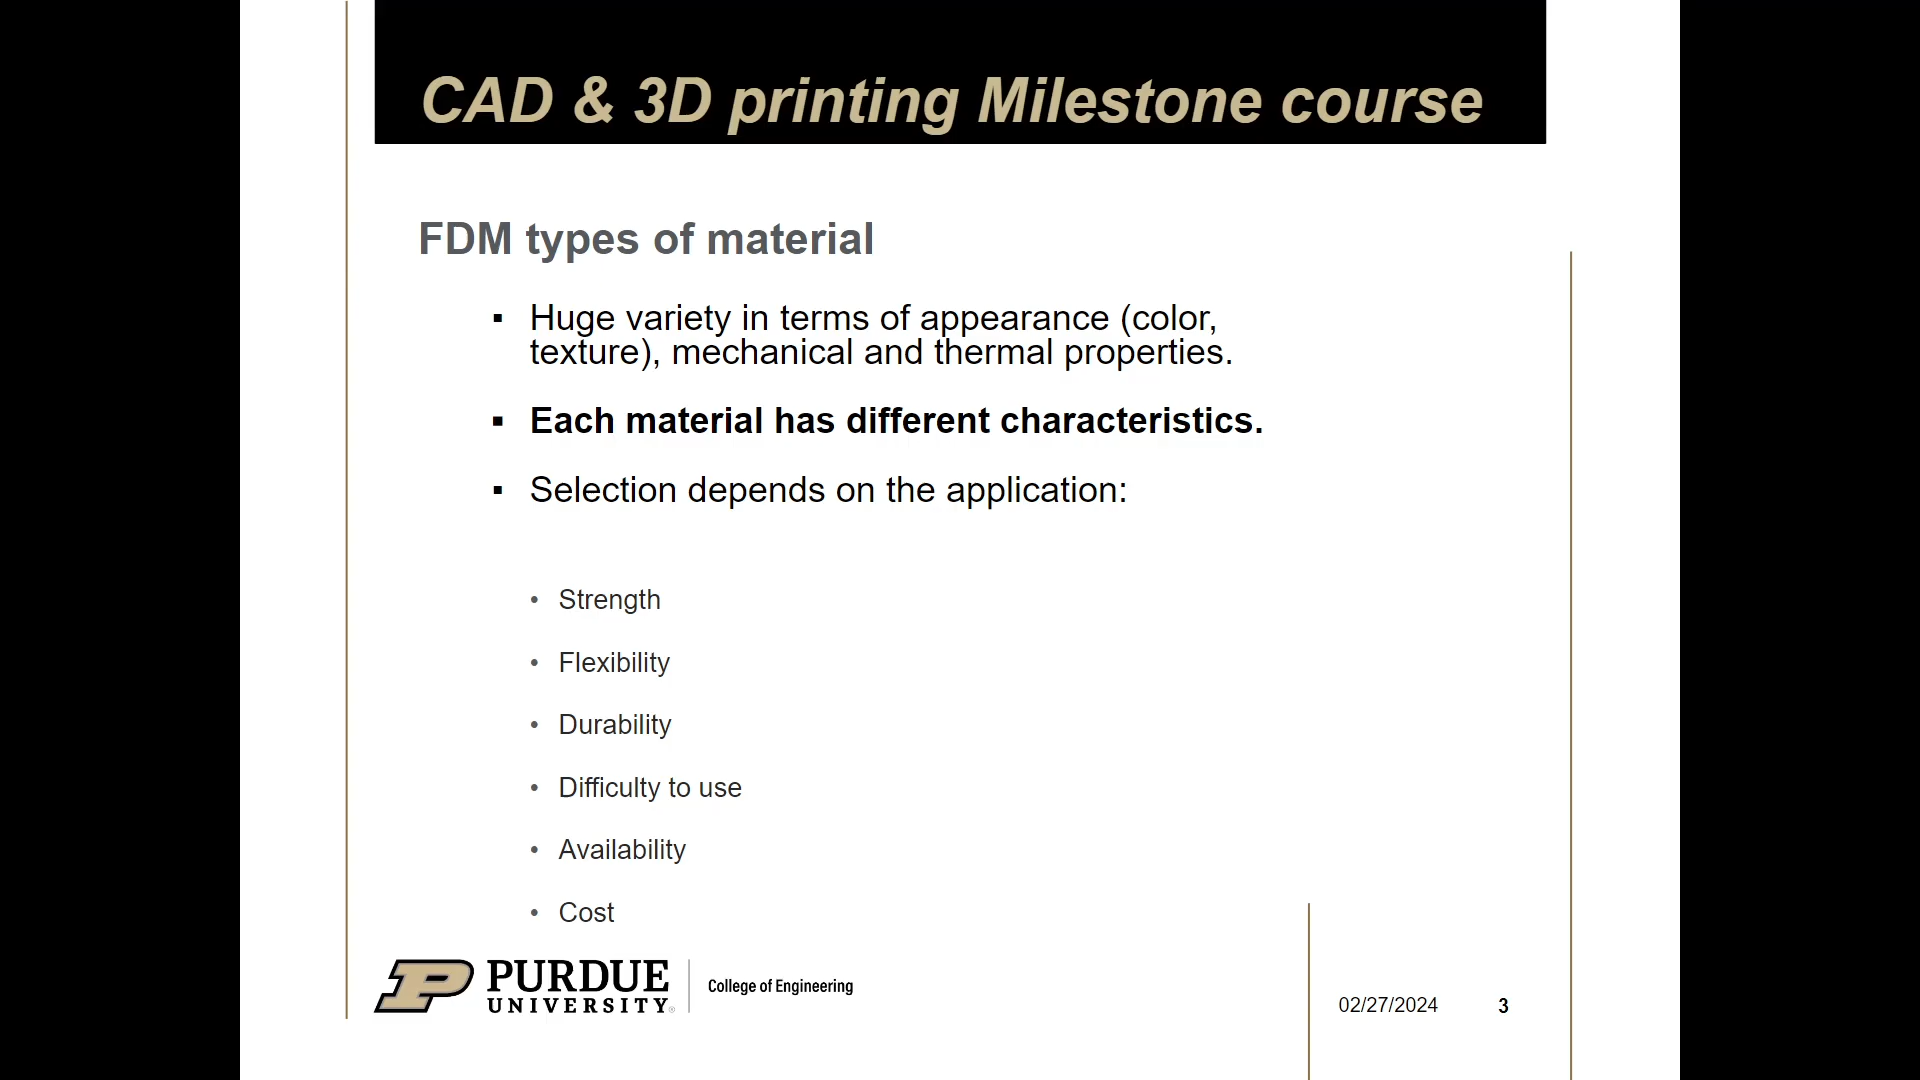 CAD & 3D printing Milestone course
FDM types of material
▪ Huge variety in terms of appearance (color,
texture), mechanical and thermal properties.
▪ Each material has different characteristics.
▪ Selection depends on the application:
• Strength
• Flexibility
• Durability
• Difficulty to use
• Availability
• Cost
PURDUE
UNIVERSITY®
College of Engineering
02/27/2024
3